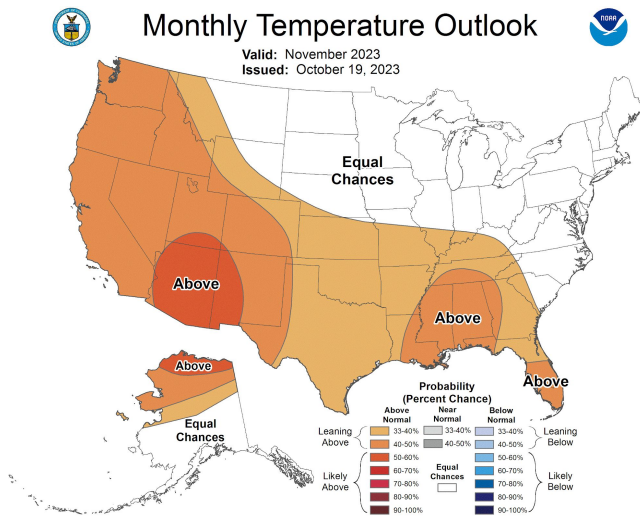 Monthly Temperature Outlook
Valid: November 2023
Issued: October 19, 2023
NOAA
Equal
Chances
Above
Above
Above
Above
Equal
Chances
Probability
(Percent Chance)
Above
Normal
Near
Normal
Below
Normal
Leaning
Above
33-40%
40-50%
33-40%
40-50%
33-40%
40-50%
Leaning
Below
Likely
Above
50-60%
60-70%
70-80%
80-90%
90-100%
Equal
Chances
50-60%
60-70%
70-80%
80-90%
90-100%
Likely
Below